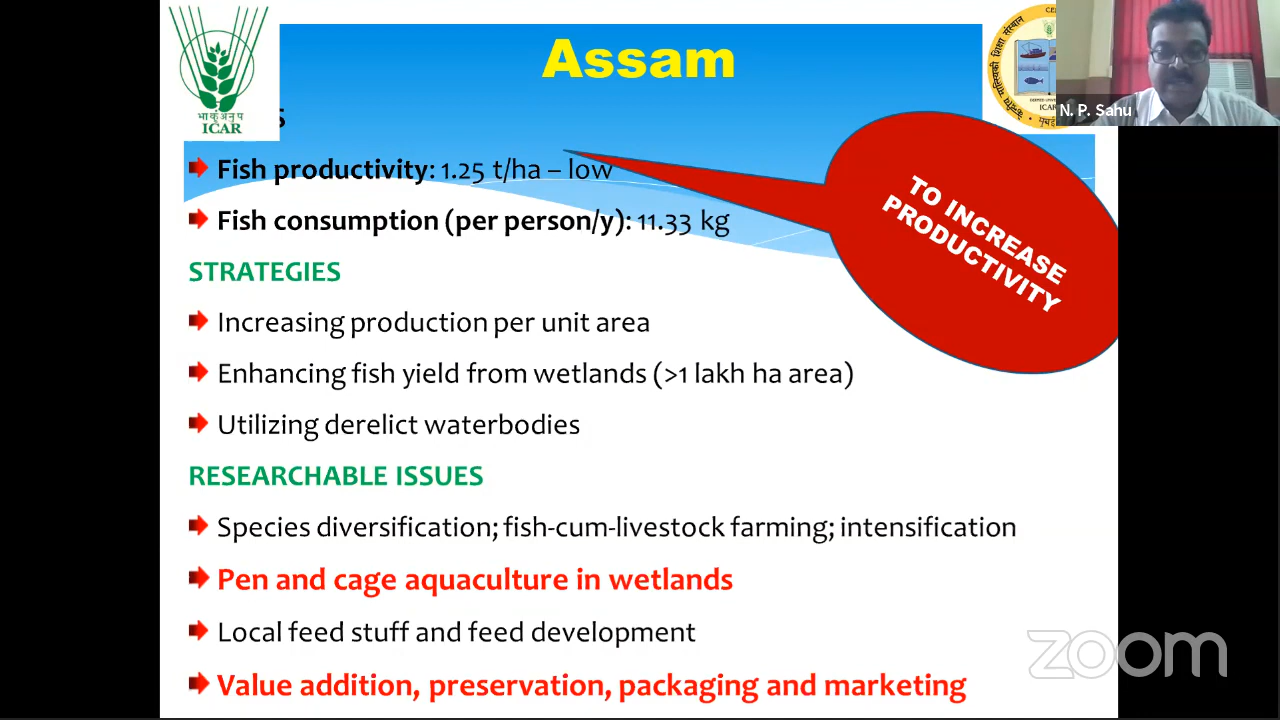 Assam
भा कृ अनु प
ICAR
S
N. P. Sahu
Fish productivity: 1.25 t/ha – low
Fish consumption (per person/y): 11.33 kg
TO INCREASE
PRODUCTIVITY
STRATEGIES
Increasing production per unit area
Enhancing fish yield from wetlands (>1 lakh ha area)
Utilizing derelict waterbodies
RESEARCHABLE ISSUES
Species diversification; fish-cum-livestock farming; intensification
Pen and cage aquaculture in wetlands
Local feed stuff and feed development
Value addition, preservation, packaging and marketing
zoom